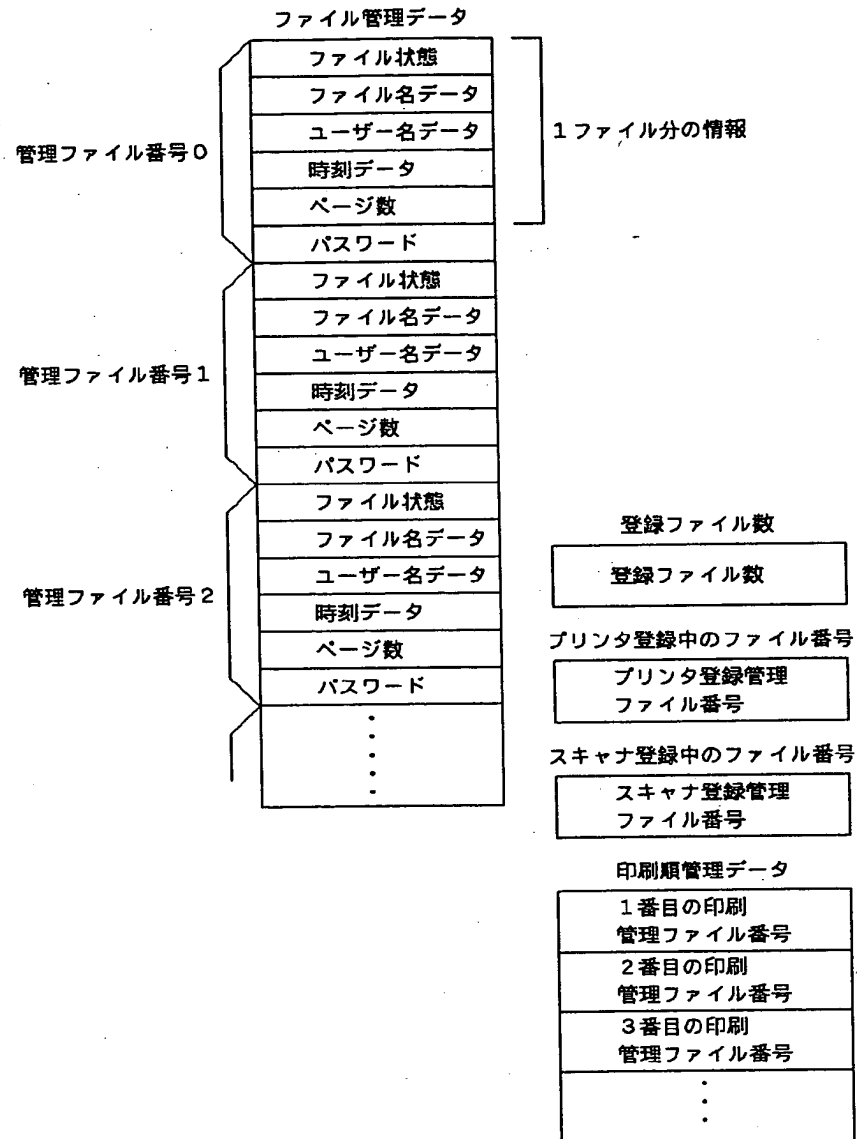 ファイル管理データ
管理ファイル番号０
ファイル状態
ファイル名データ
ユーザー名データ
時刻データ
ページ数
パスワード
１ファイル分の情報
管理ファイル番号１
ファイル状態
ファイル名データ
ユーザー名データ
時刻データ
ページ数
パスワード
管理ファイル番号２
ファイル状態
ファイル名データ
ユーザー名データ
時刻データ
ページ数
パスワード
登録ファイル数
登録ファイル数
プリンタ登録中のファイル番号
プリンタ登録管理
ファイル番号
スキャナ登録中のファイル番号
スキャナ登録管理
ファイル番号
印刷順管理データ
１番目の印刷
管理ファイル番号
２番目の印刷
管理ファイル番号
３番目の印刷
管理ファイル番号